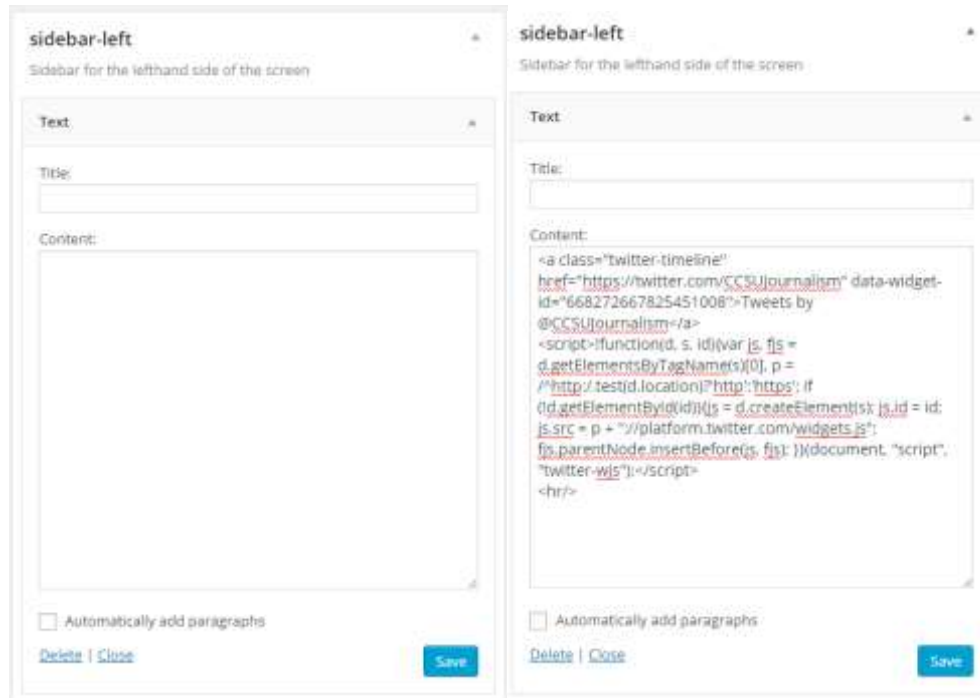 sidebar-left
Sidebar for the lefthand side of the screen
Text
Title:
Content:
Automatically add paragraphs
Delete | Close
Save
sidebar-left
Sidebar for the lefthand side of the screen
Text
Title:
Content:
<a class="twitter-timeline"
href="https://twitter.com/CCSUJournalism" data-widget-
id="668272667825451008">Tweets by
@CCSUJournalism</a>
<script>!function(d, s, id){var js, fjs =
d.getElementsByTagName(s)[0], p =
/^http:/.test(d.location)?'http':'https'; if
(!d.getElementById(id)){js = d.createElement(s); js.id = id;
js.src = p + "://platform.twitter.com/widgets.js";
fjs.parentNode.insertBefore(js, fjs); }}(document, "script",
"twitter-wjs");</script>
<hr/>
Automatically add paragraphs
Delete | Close
Save